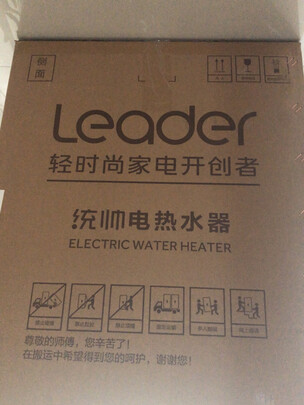 侧面
Leader
轻时尚家电开创者
统帅电热水器
ELECTRIC WATER HEATER
尊敬的师傅，您辛苦了！
在搬运中希望得到您的呵护，谢谢您！